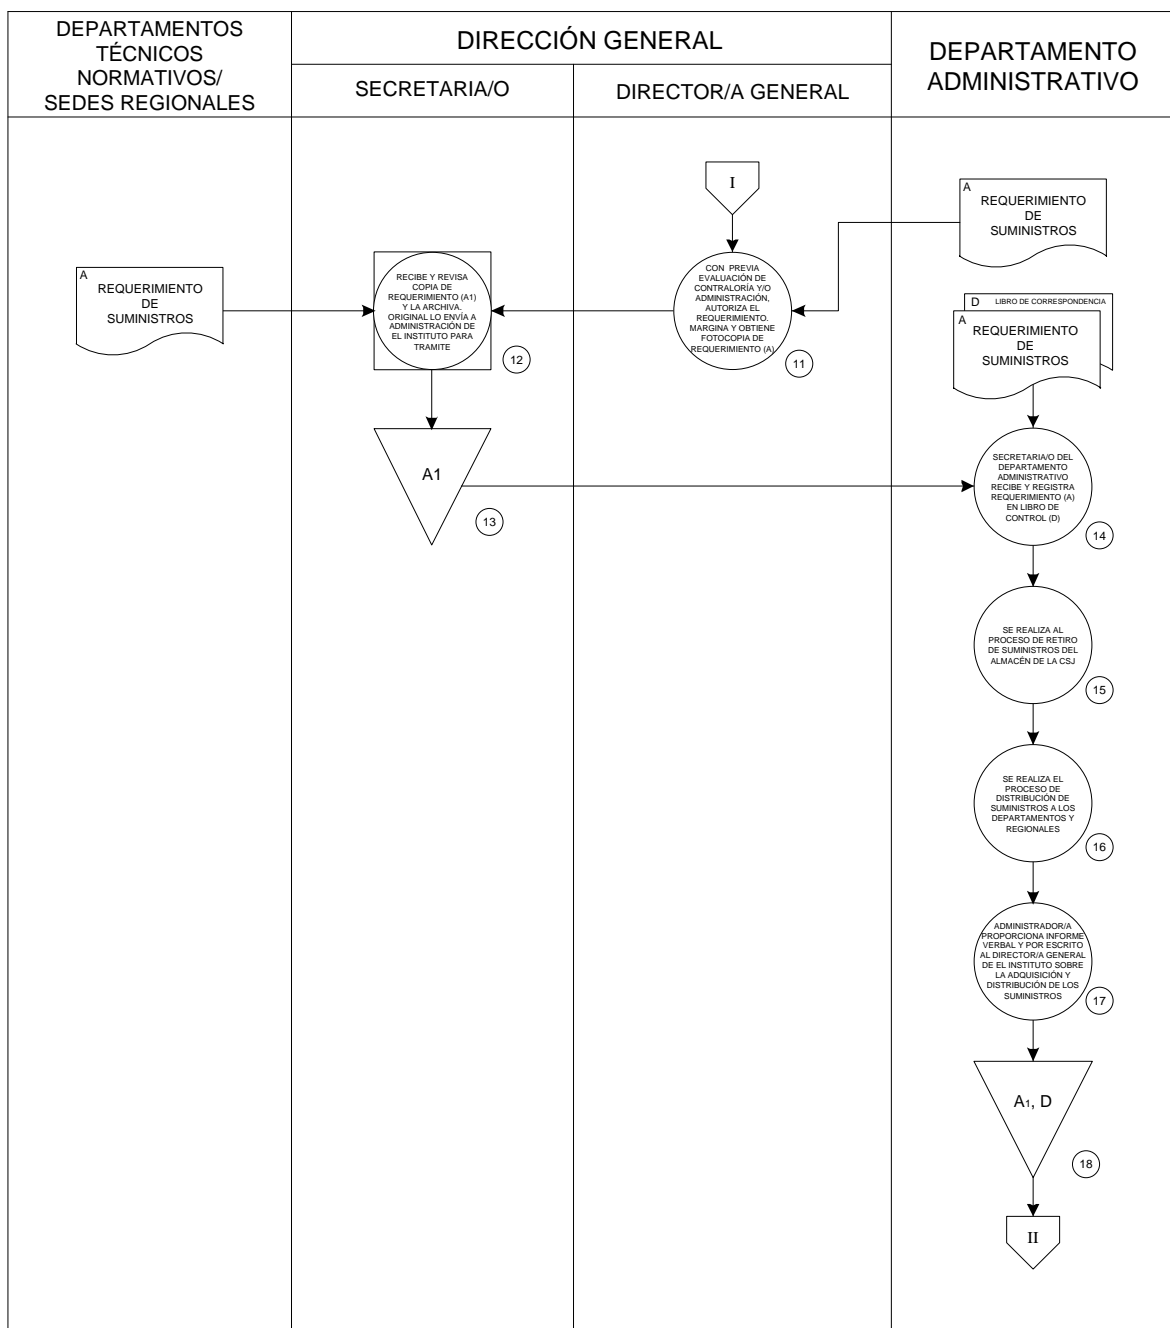 DEPARTAMENTOS
TÉCNICOS
NORMATIVOS/
SEDES REGIONALES
DIRECCIÓN GENERAL
SECRETARIA/O
DIRECTOR/A GENERAL
DEPARTAMENTO
ADMINISTRATIVO
I
A
REQUERIMIENTO
DE
SUMINISTROS
A
REQUERIMIENTO
DE
SUMINISTROS
RECIBE Y REVISA
COPIA DE
REQUERIMIENTO (A1)
Y LA ARCHIVA.
ORIGINAL LO ENVÍA A
ADMINISTRACIÓN DE
EL INSTITUTO PARA
TRAMITE
12
CON PREVIA
EVALUACIÓN DE
CONTRALORÍA Y/O
ADMINISTRACIÓN,
AUTORIZA EL
REQUERIMIENTO.
MARGINA Y OBTIENE
FOTOCOPIA DE
REQUERIMIENTO (A)
11
D LIBRO DE CORRESPONDENCIA
A
REQUERIMIENTO
DE
SUMINISTROS
A1
13
SECRETARIA/O DEL
DEPARTAMENTO
ADMINISTRATIVO
RECIBE Y REGISTRA
REQUERIMIENTO (A)
EN LIBRO DE
CONTROL (D)
14
SE REALIZA AL
PROCESO DE RETIRO
DE SUMINISTROS DEL
ALMACÉN DE LA CSJ
15
SE REALIZA EL
PROCESO DE
DISTRIBUCIÓN DE
SUMINISTROS A LOS
DEPARTAMENTOS Y
REGIONALES
16
ADMINISTRADOR/A
PROPORCIONA INFORME
VERBAL Y POR ESCRITO
AL DIRECTOR/A GENERAL
DE EL INSTITUTO SOBRE
LA ADQUISICIÓN Y
DISTRIBUCIÓN DE LOS
SUMINISTROS
17
A1, D
18
II